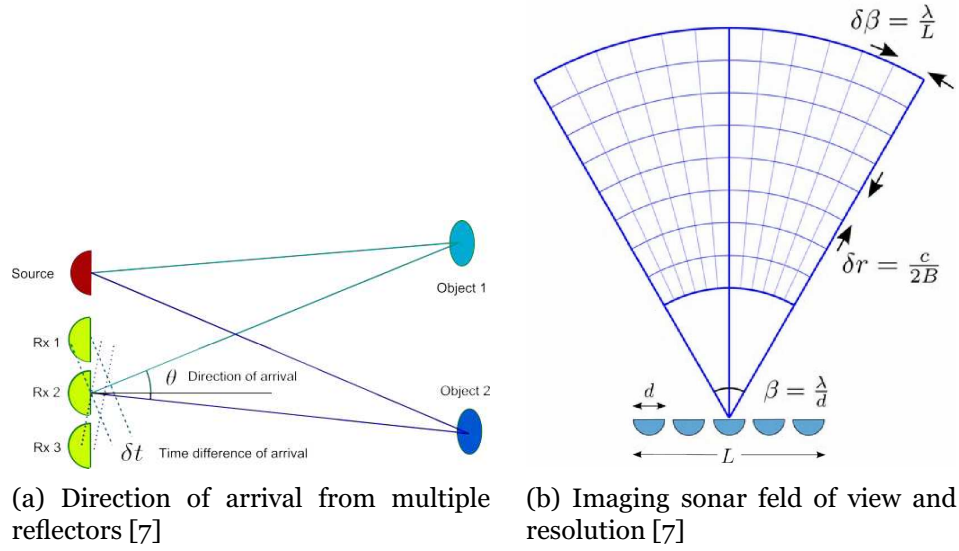 Source
Object 1
Rx 1
Rx 2
θ Direction of arrival
Object 2
Rx 3
δt Time difference of arrival
(a) Direction of arrival from multiple
reflectors [7]
δβ = λ/L
δr = c/2B
β = λ/d
d
L
(b) Imaging sonar feld of view and
resolution [7]